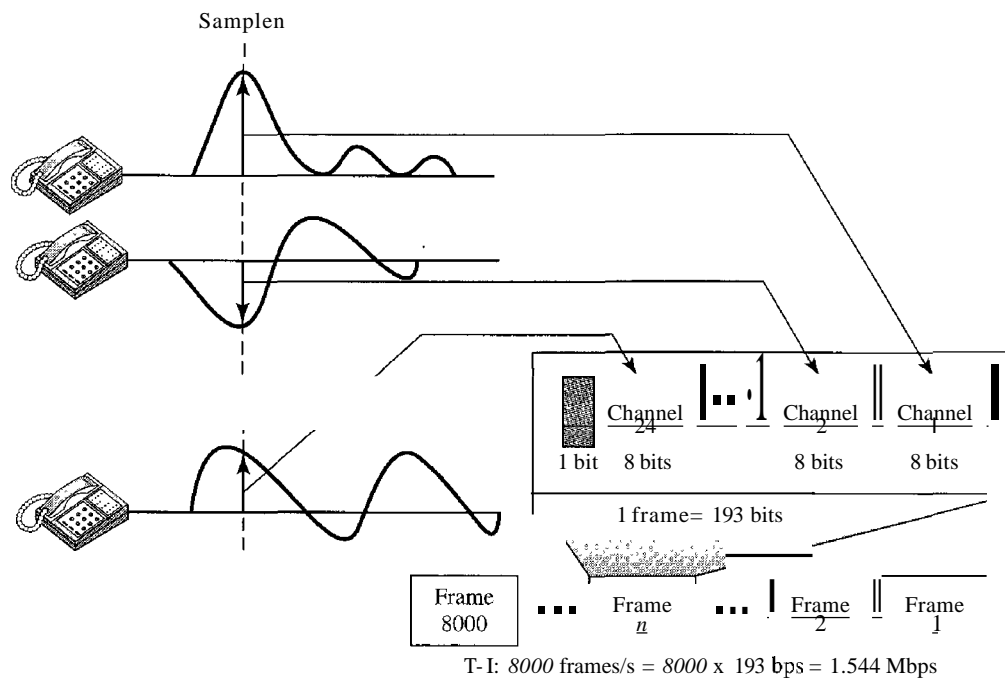 Samplen
Channel 24
Channel 2
Channel 1
1 bit
8 bits
8 bits
8 bits
1 frame= 193 bits
Frame 8000
Frame n
Frame 2
Frame 1
T-I: 8000 frames/s = 8000 x 193 bps = 1.544 Mbps